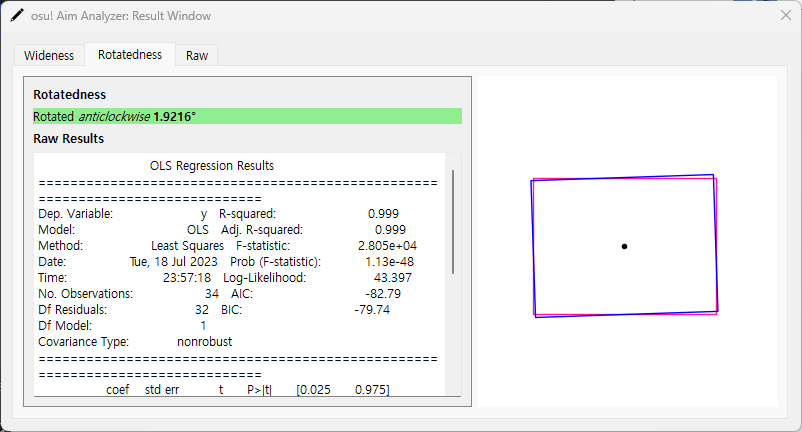 osu! Aim Analyzer: Result Window
Wideness Rotatedness Raw
Rotatedness
Rotated anticlockwise 1.9216°
Raw Results
OLS Regression Results
==================================================
============================
Dep. Variable: y R-squared: 0.999
Model: OLS Adj. R-squared: 0.999
Method: Least Squares F-statistic: 2.805e+04
Date: Tue, 18 Jul 2023 Prob (F-statistic): 1.13e-48
Time: 23:57:18 Log-Likelihood: 43.397
No. Observations: 34 AIC: -82.79
Df Residuals: 32 BIC: -79.74
Df Model: 1
Covariance Type: nonrobust
==================================================
============================
coef std err t P>|t| [0.025 0.975]